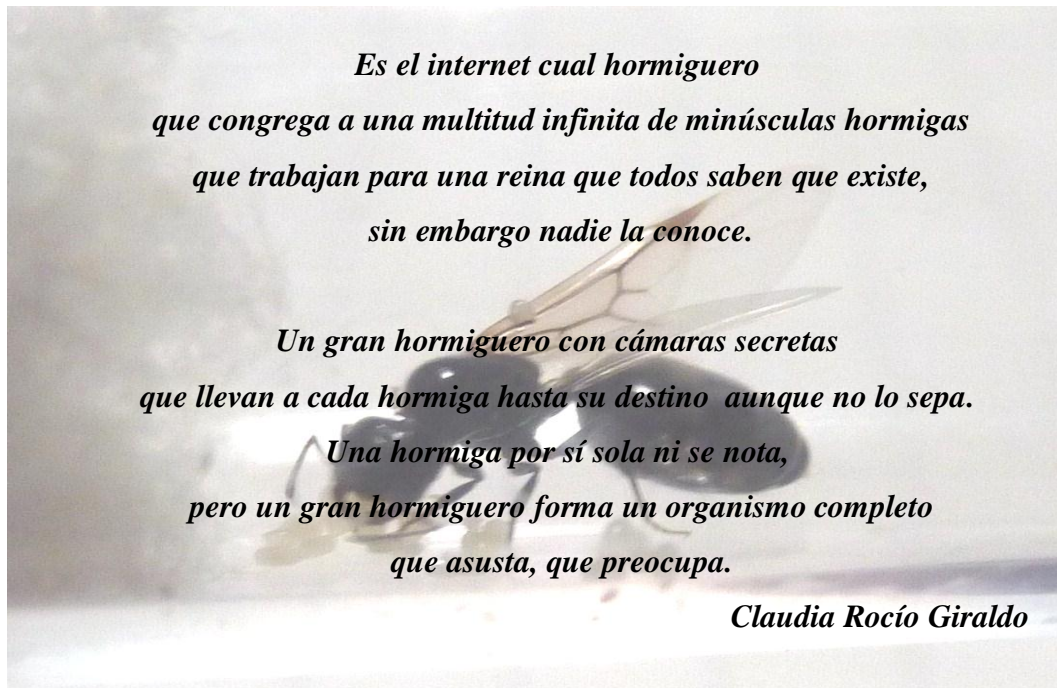 Es el internet cual hormiguero
que congrega a una multitud infinita de minúsculas hormigas
que trabajan para una reina que todos saben que existe,
sin embargo nadie la conoce.
Un gran hormiguero con cámaras secretas
que llevan a cada hormiga hasta su destino aunque no lo sepa.
Una hormiga por sí sola ni se nota,
pero un gran hormiguero forma un organismo completo
que asusta, que preocupa.
Claudia Rocío Giraldo